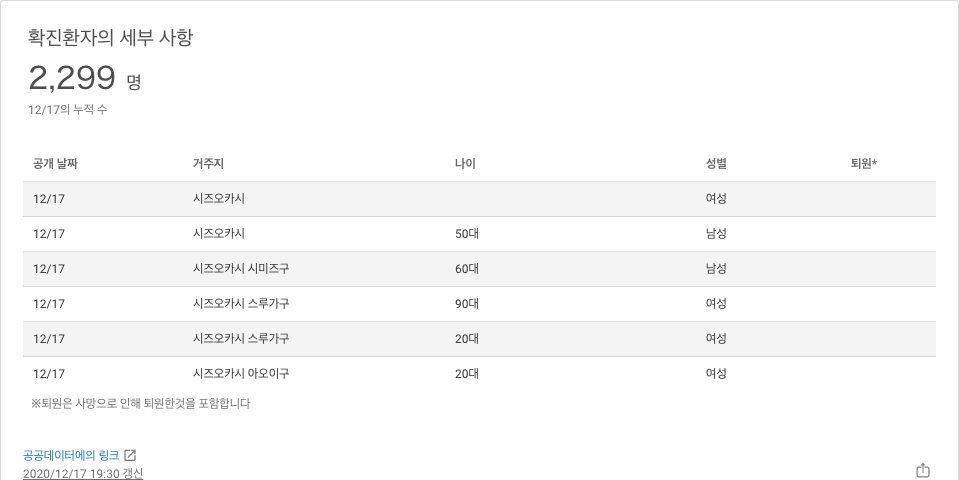 확진환자의 세부 사항
2,299 명
12/17의 누적 수
공개 날짜 거주지 나이 성별 퇴원*
12/17 시즈오카시 여성
12/17 시즈오카시 50대 남성
12/17 시즈오카시 시미즈구 60대 남성
12/17 시즈오카시 스루가구 90대 여성
12/17 시즈오카시 스루가구 20대 여성
12/17 시즈오카시 아오이구 20대 여성
※퇴원은 사망으로 인해 퇴원한것을 포함합니다
공공데이터에의 링크
2020/12/17 19:30 갱신